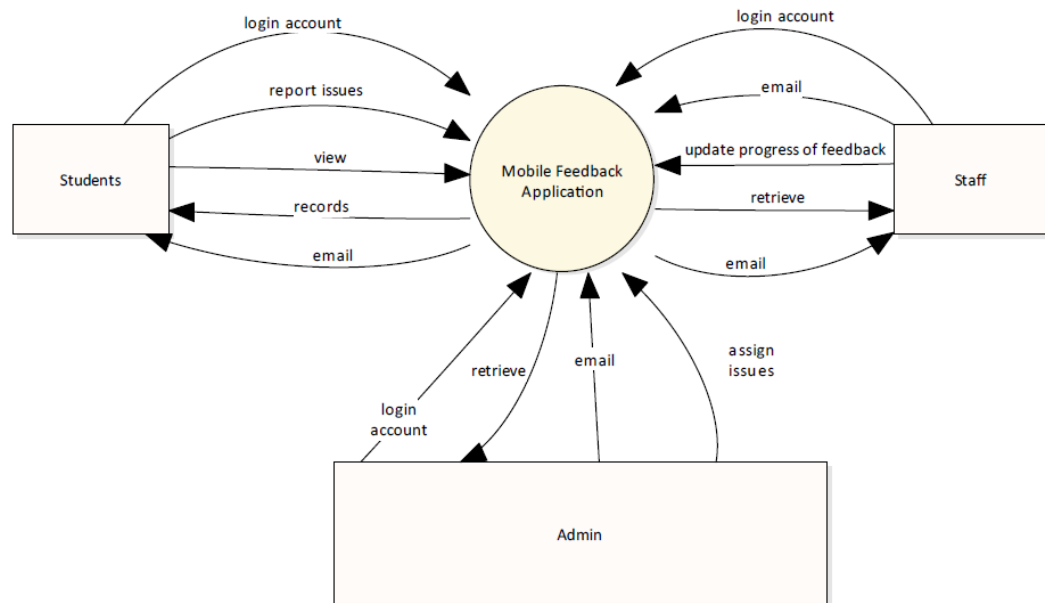 login account
report issues
view
records
email
Students
Mobile Feedback
Application
login account
email
update progress of feedback
retrieve
email
Staff
login
account
retrieve
email
assign
issues
Admin